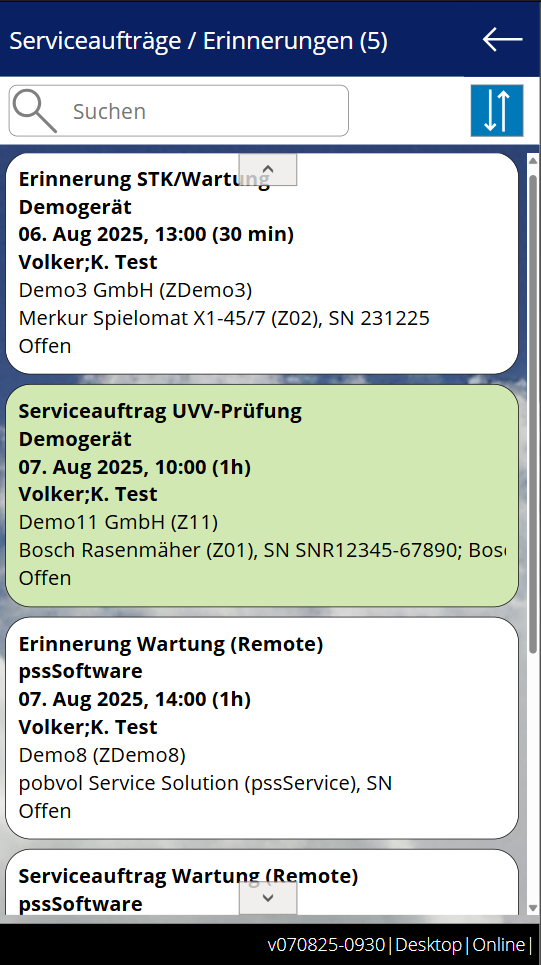 Serviceaufträge / Erinnerungen (5)
Suchen
Erinnerung STK/Wartung
Demogerät
06. Aug 2025, 13:00 (30 min)
Volker;K. Test
Demo3 GmbH (ZDemo3)
Merkur Spielomat X1-45/7 (Z02), SN 231225
Offen
Serviceauftrag UVV-Prüfung
Demogerät
07. Aug 2025, 10:00 (1h)
Volker;K. Test
Demo11 GmbH (Z11)
Bosch Rasenmäher (Z01), SN SNR12345-67890; Bosc
Offen
Erinnerung Wartung (Remote)
pssSoftware
07. Aug 2025, 14:00 (1h)
Volker;K. Test
Demo8 (ZDemo8)
pobvol Service Solution (pssService), SN
Offen
Serviceauftrag Wartung (Remote)
pssSoftware
v070825-0930|Desktop|Online|